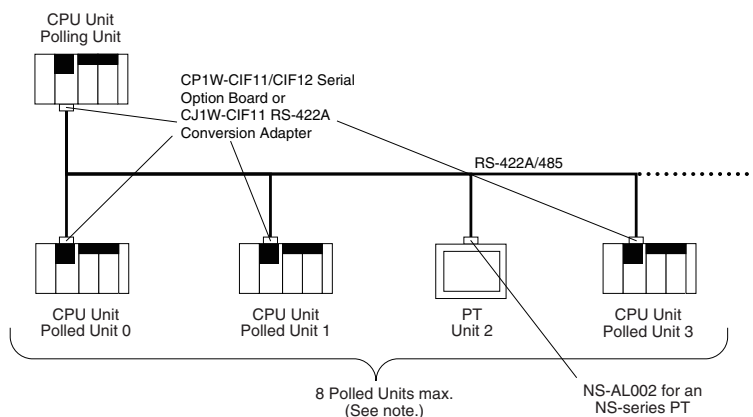 CPU Unit
Polling Unit
CP1W-CIF11/CIF12 Serial
Option Board or
CJ1W-CIF11 RS-422A
Conversion Adapter
RS-422A/485
CPU Unit
Polled Unit 0
CPU Unit
Polled Unit 1
PT
Unit 2
CPU Unit
Polled Unit 3
8 Polled Units max.
(See note.)
NS-AL002 for an
NS-series PT